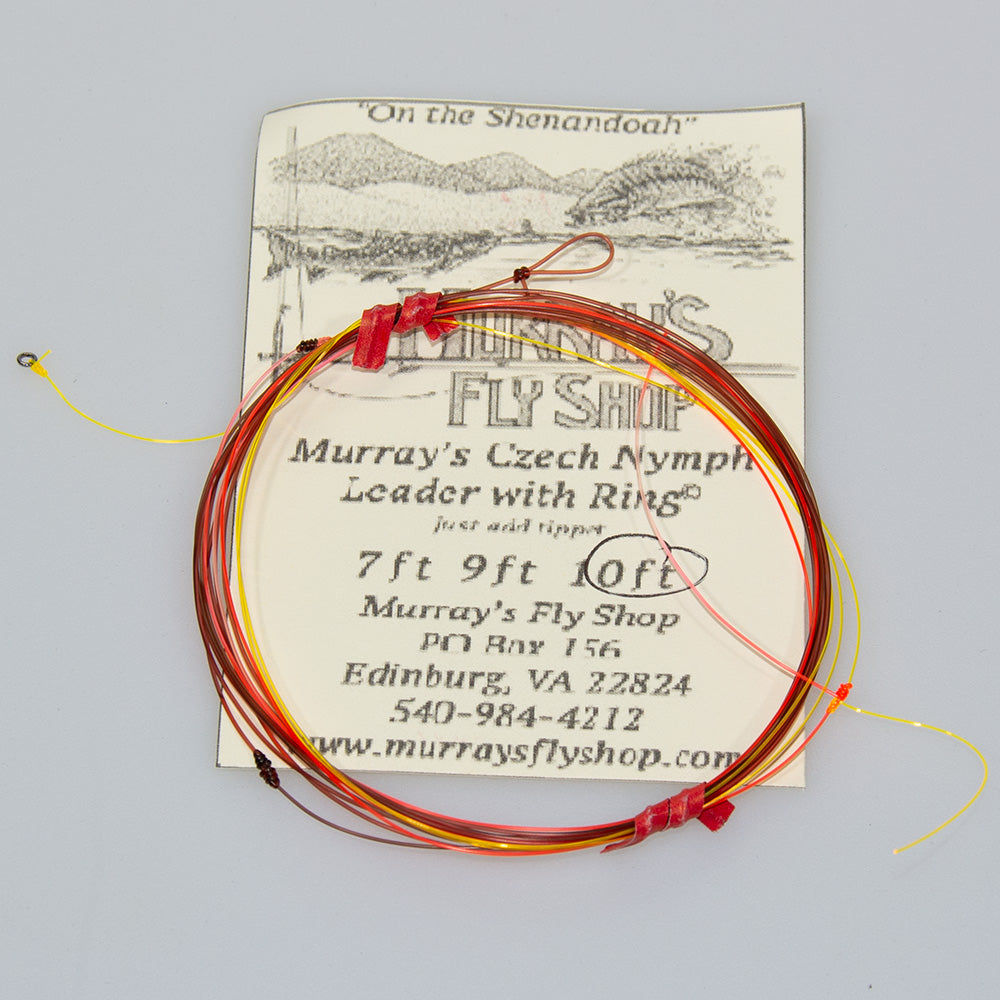 "On the Shenandoah"
MURRAY'S
FLY SHOP
Murray's Czech Nymph
Leader with Ring©
just add tippet
7ft 9ft 10ft
Murray's Fly Shop
PO Box 156
Edinburg, VA 22824
540-984-4212
www.murraysflyshop.com